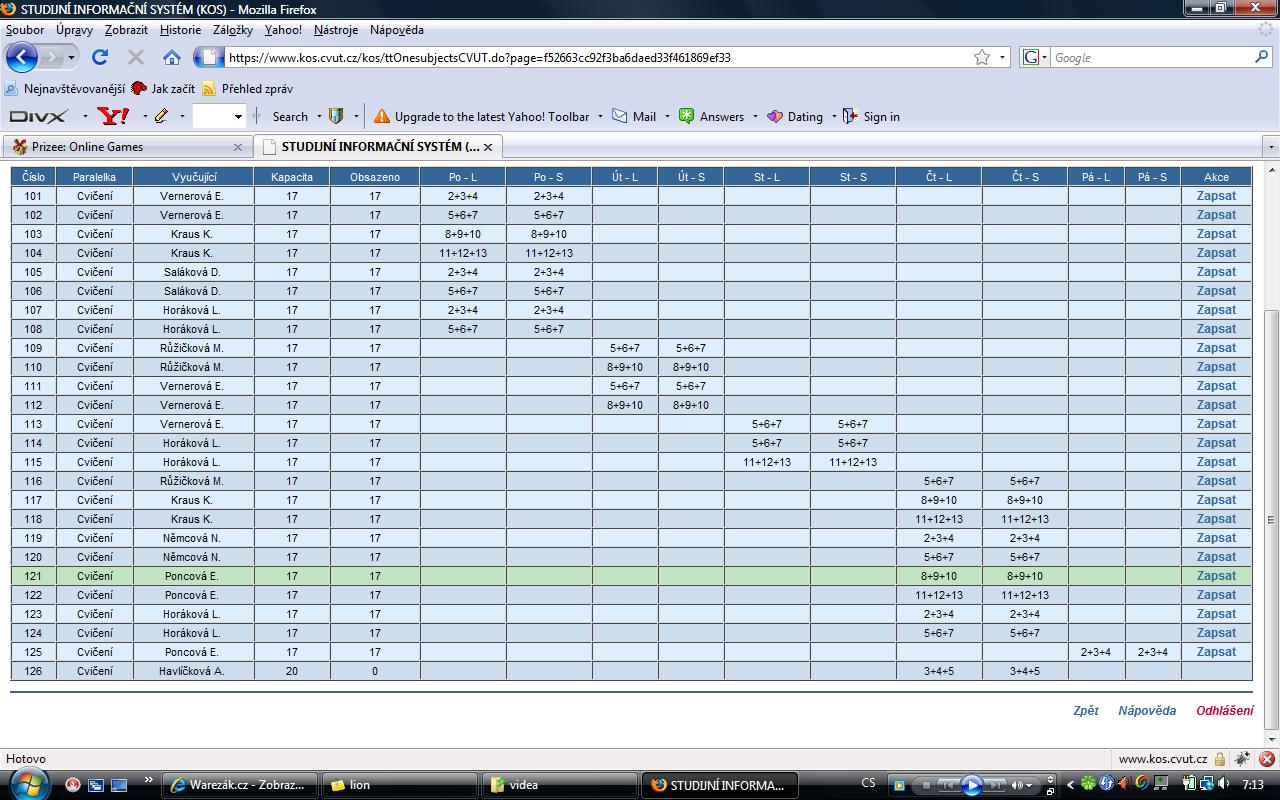 STUDIJNÍ INFORMAČNÍ SYSTÉM (KOS) - Mozilla Firefox
Soubor Úpravy Zobrazit Historie Záložky Yahoo! Nástroje Nápověda
https://www.kos.cvut.cz/kos/ttOnesubjectsCVUT.do?page=f52663cc92f3ba6daed33f461869ef33 G Google
Nejnavštěvovanější Jak začít Přehled zpráv
DIVX Y! Search Upgrade to the latest Yahoo! Toolbar Mail Answers Dating Sign in
Prizee: Online Games STUDIJNÍ INFORMAČNÍ SYSTÉM (...
Číslo Paralelka Vyučující Kapacita Obsazeno Po - L Po - S Út - L Út - S St - L St - S Čt - L Čt - S Pá - L Pá - S Akce
101 Cvičení Vernerová E. 17 17 2+3+4 2+3+4 Zapsat
102 Cvičení Vernerová E. 17 17 5+6+7 5+6+7 Zapsat
103 Cvičení Kraus K. 17 17 8+9+10 8+9+10 Zapsat
104 Cvičení Kraus K. 17 17 11+12+13 11+12+13 Zapsat
105 Cvičení Saláková D. 17 17 2+3+4 2+3+4 Zapsat
106 Cvičení Saláková D. 17 17 5+6+7 5+6+7 Zapsat
107 Cvičení Horáková L. 17 17 2+3+4 2+3+4 Zapsat
108 Cvičení Horáková L. 17 17 5+6+7 5+6+7 Zapsat
109 Cvičení Růžičková M. 17 17 5+6+7 5+6+7 Zapsat
110 Cvičení Růžičková M. 17 17 8+9+10 8+9+10 Zapsat
111 Cvičení Vernerová E. 17 17 5+6+7 5+6+7 Zapsat
112 Cvičení Vernerová E. 17 17 8+9+10 8+9+10 Zapsat
113 Cvičení Vernerová E. 17 17 5+6+7 5+6+7 Zapsat
114 Cvičení Horáková L. 17 17 5+6+7 5+6+7 Zapsat
115 Cvičení Horáková L. 17 17 11+12+13 11+12+13 Zapsat
116 Cvičení Růžičková M. 17 17 5+6+7 5+6+7 Zapsat
117 Cvičení Kraus K. 17 17 8+9+10 8+9+10 Zapsat
118 Cvičení Kraus K. 17 17 11+12+13 11+12+13 Zapsat
119 Cvičení Němcová N. 17 17 2+3+4 2+3+4 Zapsat
120 Cvičení Němcová N. 17 17 5+6+7 5+6+7 Zapsat
121 Cvičení Poncová E. 17 17 8+9+10 8+9+10 Zapsat
122 Cvičení Poncová E. 17 17 11+12+13 11+12+13 Zapsat
123 Cvičení Horáková L. 17 17 2+3+4 2+3+4 Zapsat
124 Cvičení Horáková L. 17 17 5+6+7 5+6+7 Zapsat
125 Cvičení Poncová E. 17 17 2+3+4 2+3+4 Zapsat
126 Cvičení Havlíčková A. 20 0 3+4+5 3+4+5
Zpět Nápověda Odhlášení
Hotovo www.kos.cvut.cz
Warezák.cz - Zobraz... lion videa STUDIJNÍ INFORMA... CS 7:13